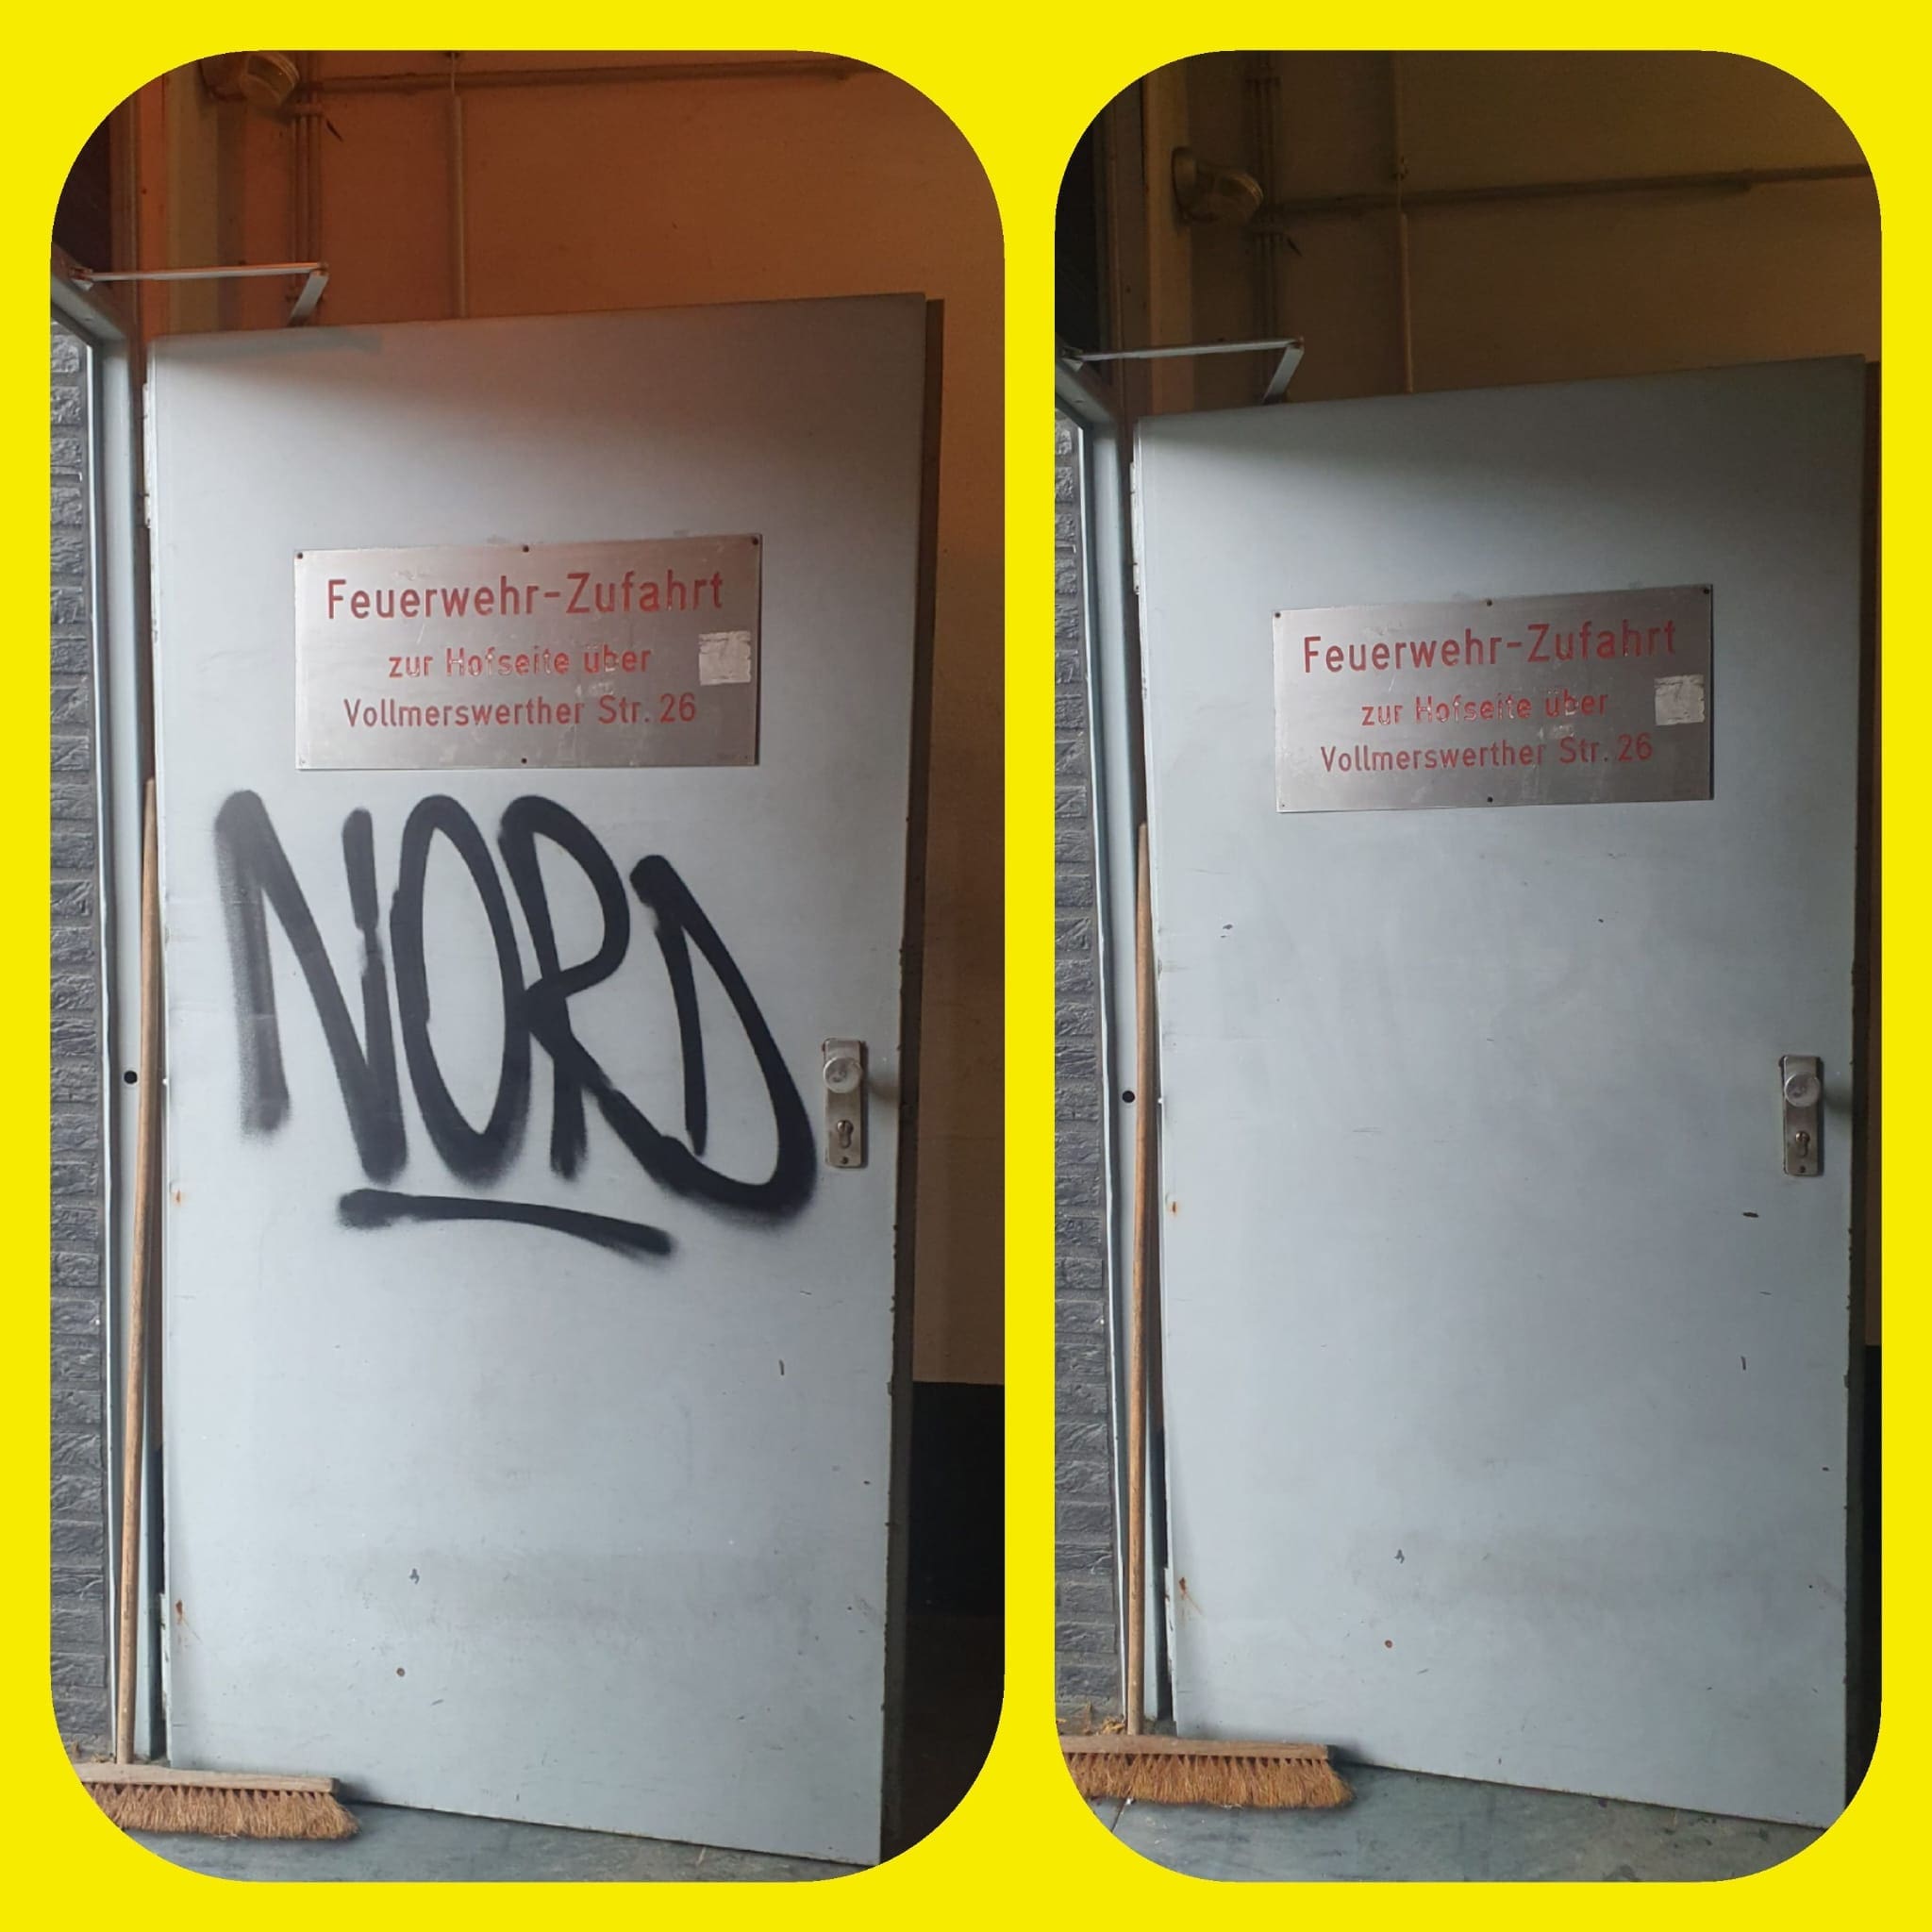 Feuerwehr-Zufahrt
zur Hofseite über
Vollmerswerther Str. 26
NORD
Feuerwehr-Zufahrt
zur Hofseite über
Vollmerswerther Str. 26